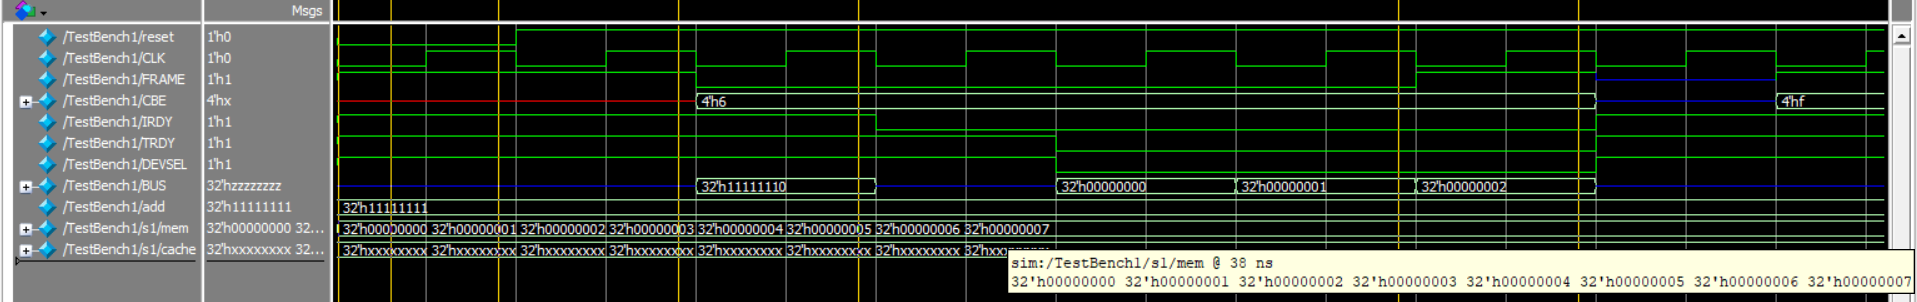 Msgs
/TestBench1/reset 1'h0
/TestBench1/CLK 1'h0
/TestBench1/FRAME 1'h1
/TestBench1/CBE 4'hx 4'h6 4'hf
/TestBench1/IRDY 1'h1
/TestBench1/TRDY 1'h1
/TestBench1/DEVSEL 1'h1
/TestBench1/BUS 32'hzzzzzzzz 32'h11111110 32'h00000000 32'h00000001 32'h00000002
/TestBench1/add 32'h11111111 32'h11111111
/TestBench1/s1/mem 32'h00000000 32... 32'h00000000 32'h00000001 32'h00000002 32'h00000003 32'h00000004 32'h00000005 32'h00000006 32'h00000007
/TestBench1/s1/cache 32'hxxxxxxxx 32... 32'hxxxxxxxx 32'hxxxxxxxx 32'hxxxxxxxx 32'hxxxxxxxx 32'hxxxxxxxx 32'hxxxxxxxx 32'hxxxxxxxx
sim:/TestBench1/s1/mem @ 38 ns
32'h00000000 32'h00000001 32'h00000002 32'h00000003 32'h00000004 32'h00000005 32'h00000006 32'h00000007